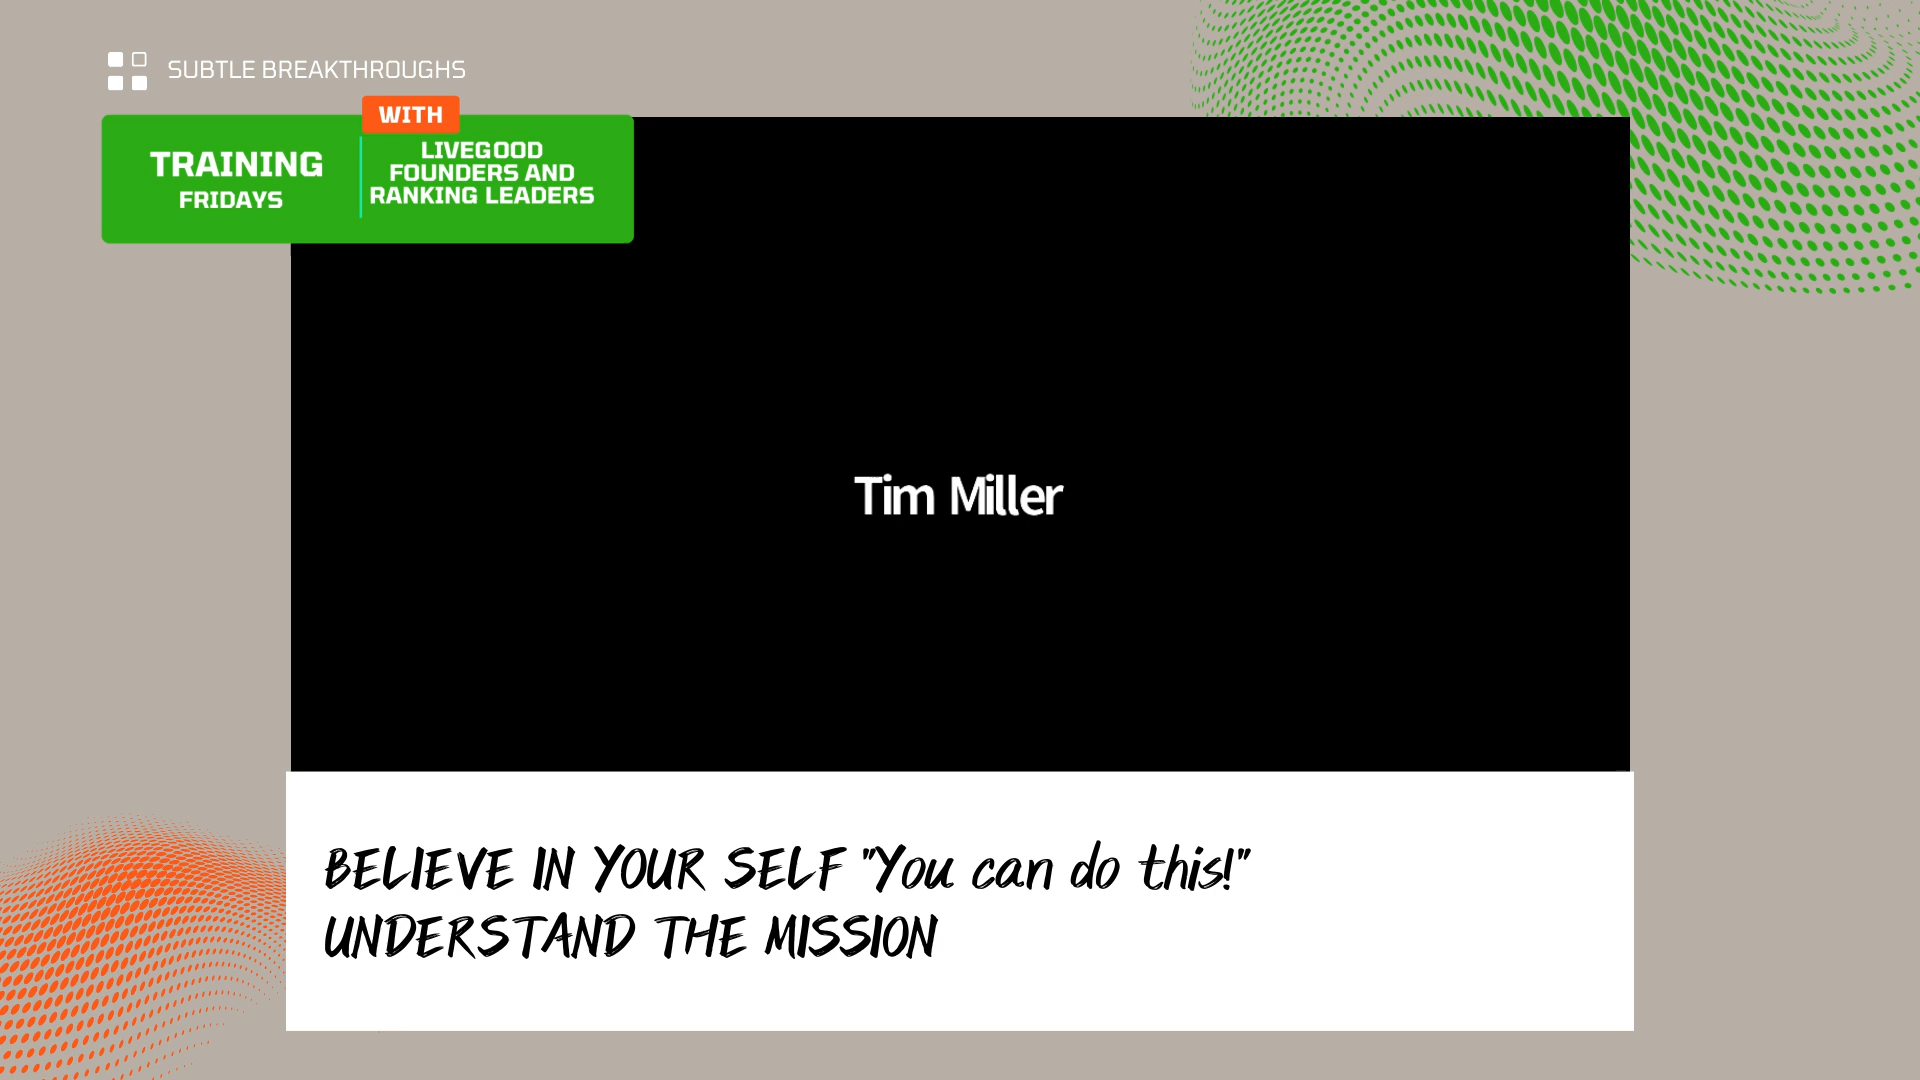 SUBTLE BREAKTHROUGHS
WITH
TRAINING
FRIDAYS
LIVEGOOD
FOUNDERS AND
RANKING LEADERS
Tim Miller
BELIEVE IN YOUR SELF "You can do this!"
UNDERSTAND THE MISSION